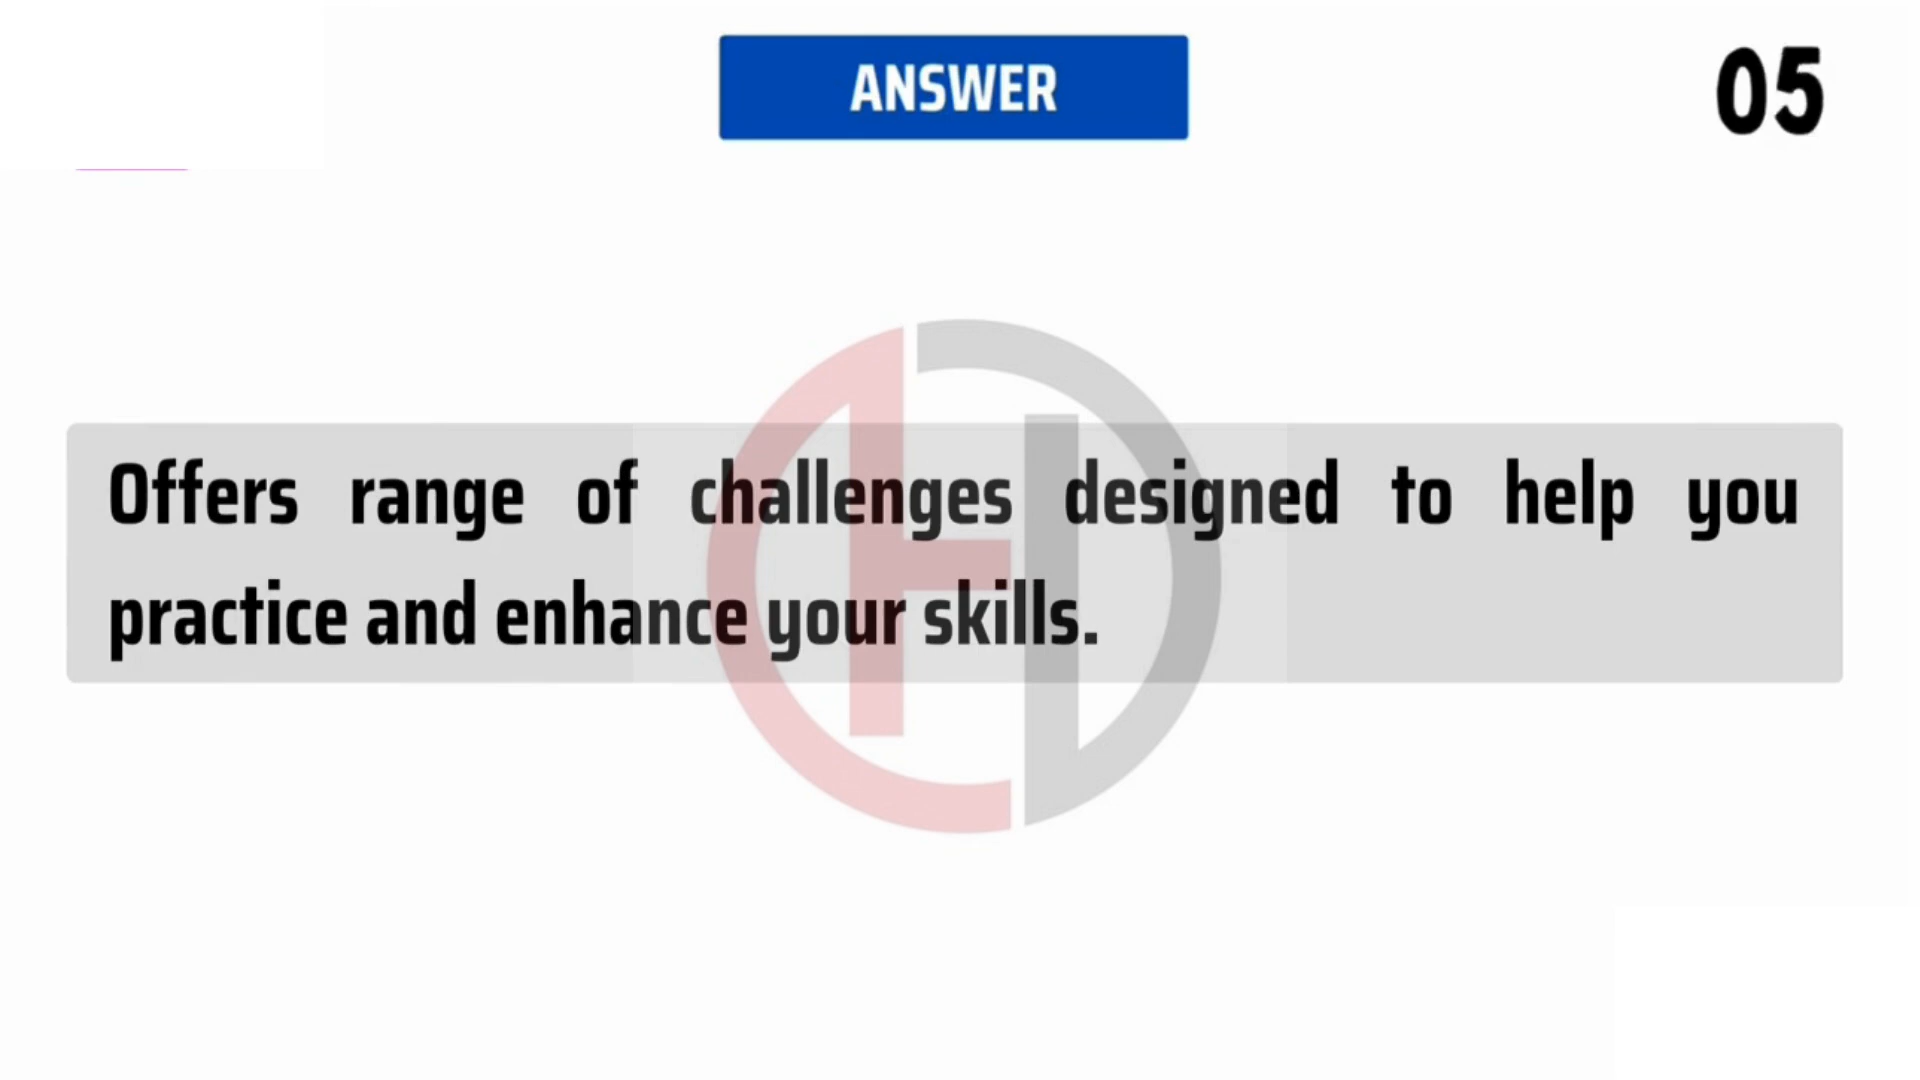 ANSWER
05
Offers range of challenges designed to help you
practice and enhance your skills.